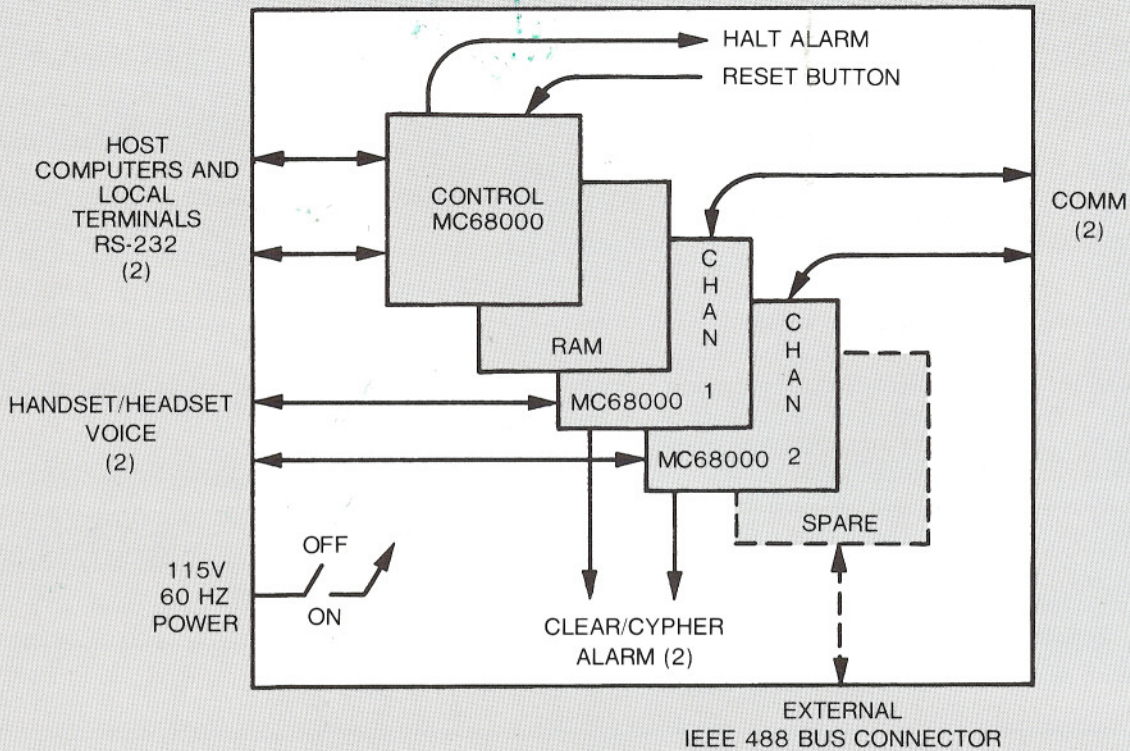 HALT ALARM
RESET BUTTON
HOST
COMPUTERS AND
LOCAL
TERMINALS
RS-232
(2)
CONTROL
MC68000
COMM
(2)
RAM
CHAN 1
MC68000
CHAN 2
MC68000
HANDSET/HEADSET
VOICE
(2)
SPARE
OFF
115V
60 HZ
POWER
ON
CLEAR/CYPHER
ALARM (2)
EXTERNAL
IEEE 488 BUS CONNECTOR